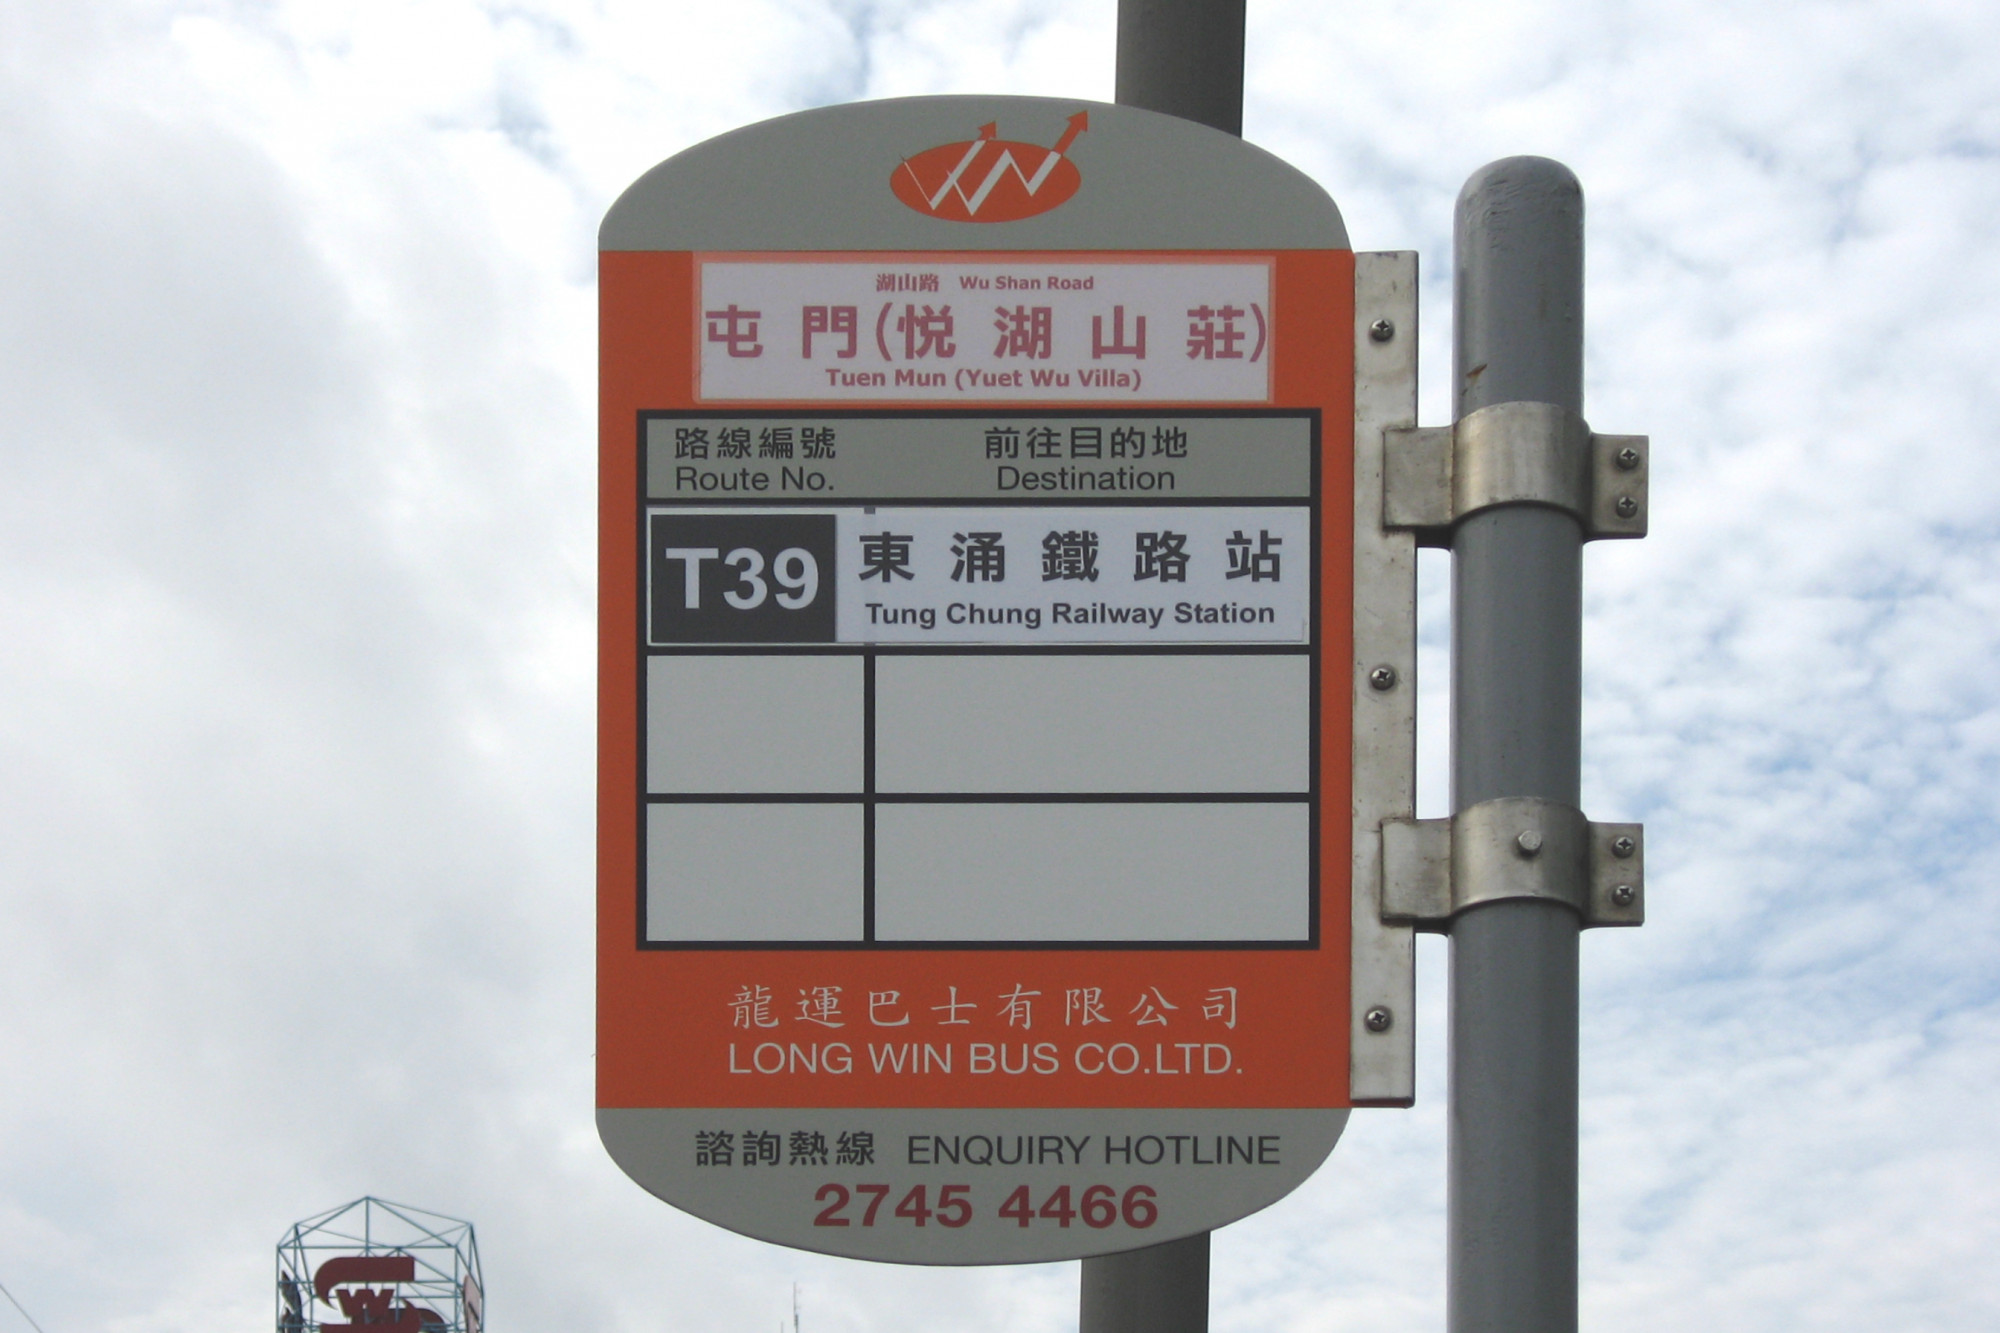 湖山路 Wu Shan Road
屯門(悦湖山莊)
Tuen Mun (Yuet Wu Villa)
路線編號 前往目的地
Route No. Destination
T39 東涌鐵路站
Tung Chung Railway Station
龍運巴士有限公司
LONG WIN BUS CO.LTD.
諮詢熱線 ENQUIRY HOTLINE
2745 4466